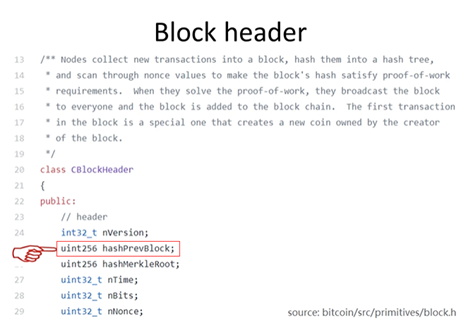 Block header
13 /** Nodes collect new transactions into a block, hash them into a hash tree,
14 * and scan through nonce values to make the block's hash satisfy proof-of-work
15 * requirements. When they solve the proof-of-work, they broadcast the block
16 * to everyone and the block is added to the block chain. The first transaction
17 * in the block is a special one that creates a new coin owned by the creator
18 * of the block.
19 */
20 class CBlockHeader
21 {
22 public:
23 // header
24 int32_t nVersion;
uint256 hashPrevBlock;
uint256 hashMerkleRoot;
27 uint32_t nTime;
28 uint32_t nBits;
29 uint32_t nNonce;
source: bitcoin/src/primitives/block.h